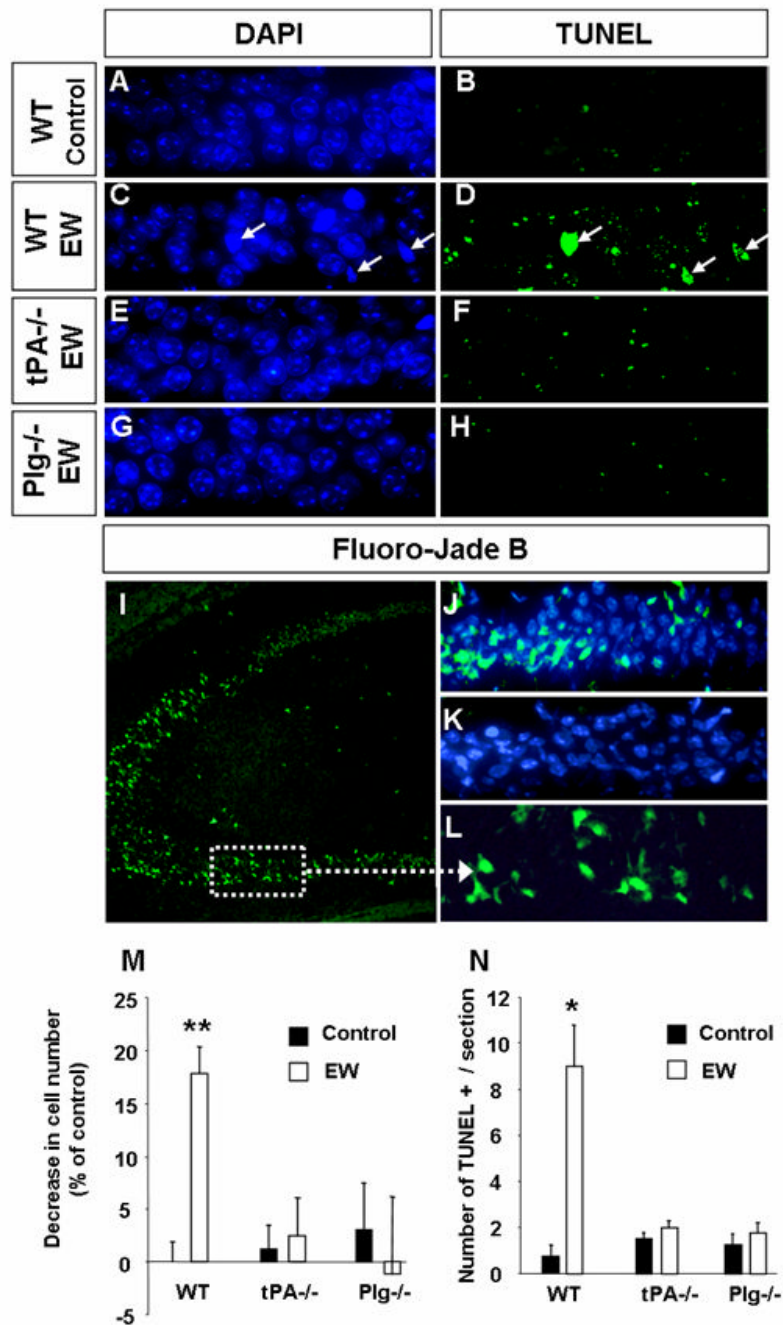 DAPI
TUNEL
WT
Control
A
B
WT
EW
C
D
tPA-/-
EW
E
F
Plg-/-
EW
G
H
Fluoro-Jade B
I
J
K
L
M
Decrease in cell number
(% of control)
25
20
15
10
5
0
-5
**
Control
EW
WT
tPA-/-
Plg-/-
N
Number of TUNEL + / section
12
10
8
6
4
2
0
*
Control
EW
WT
tPA-/-
Plg-/-